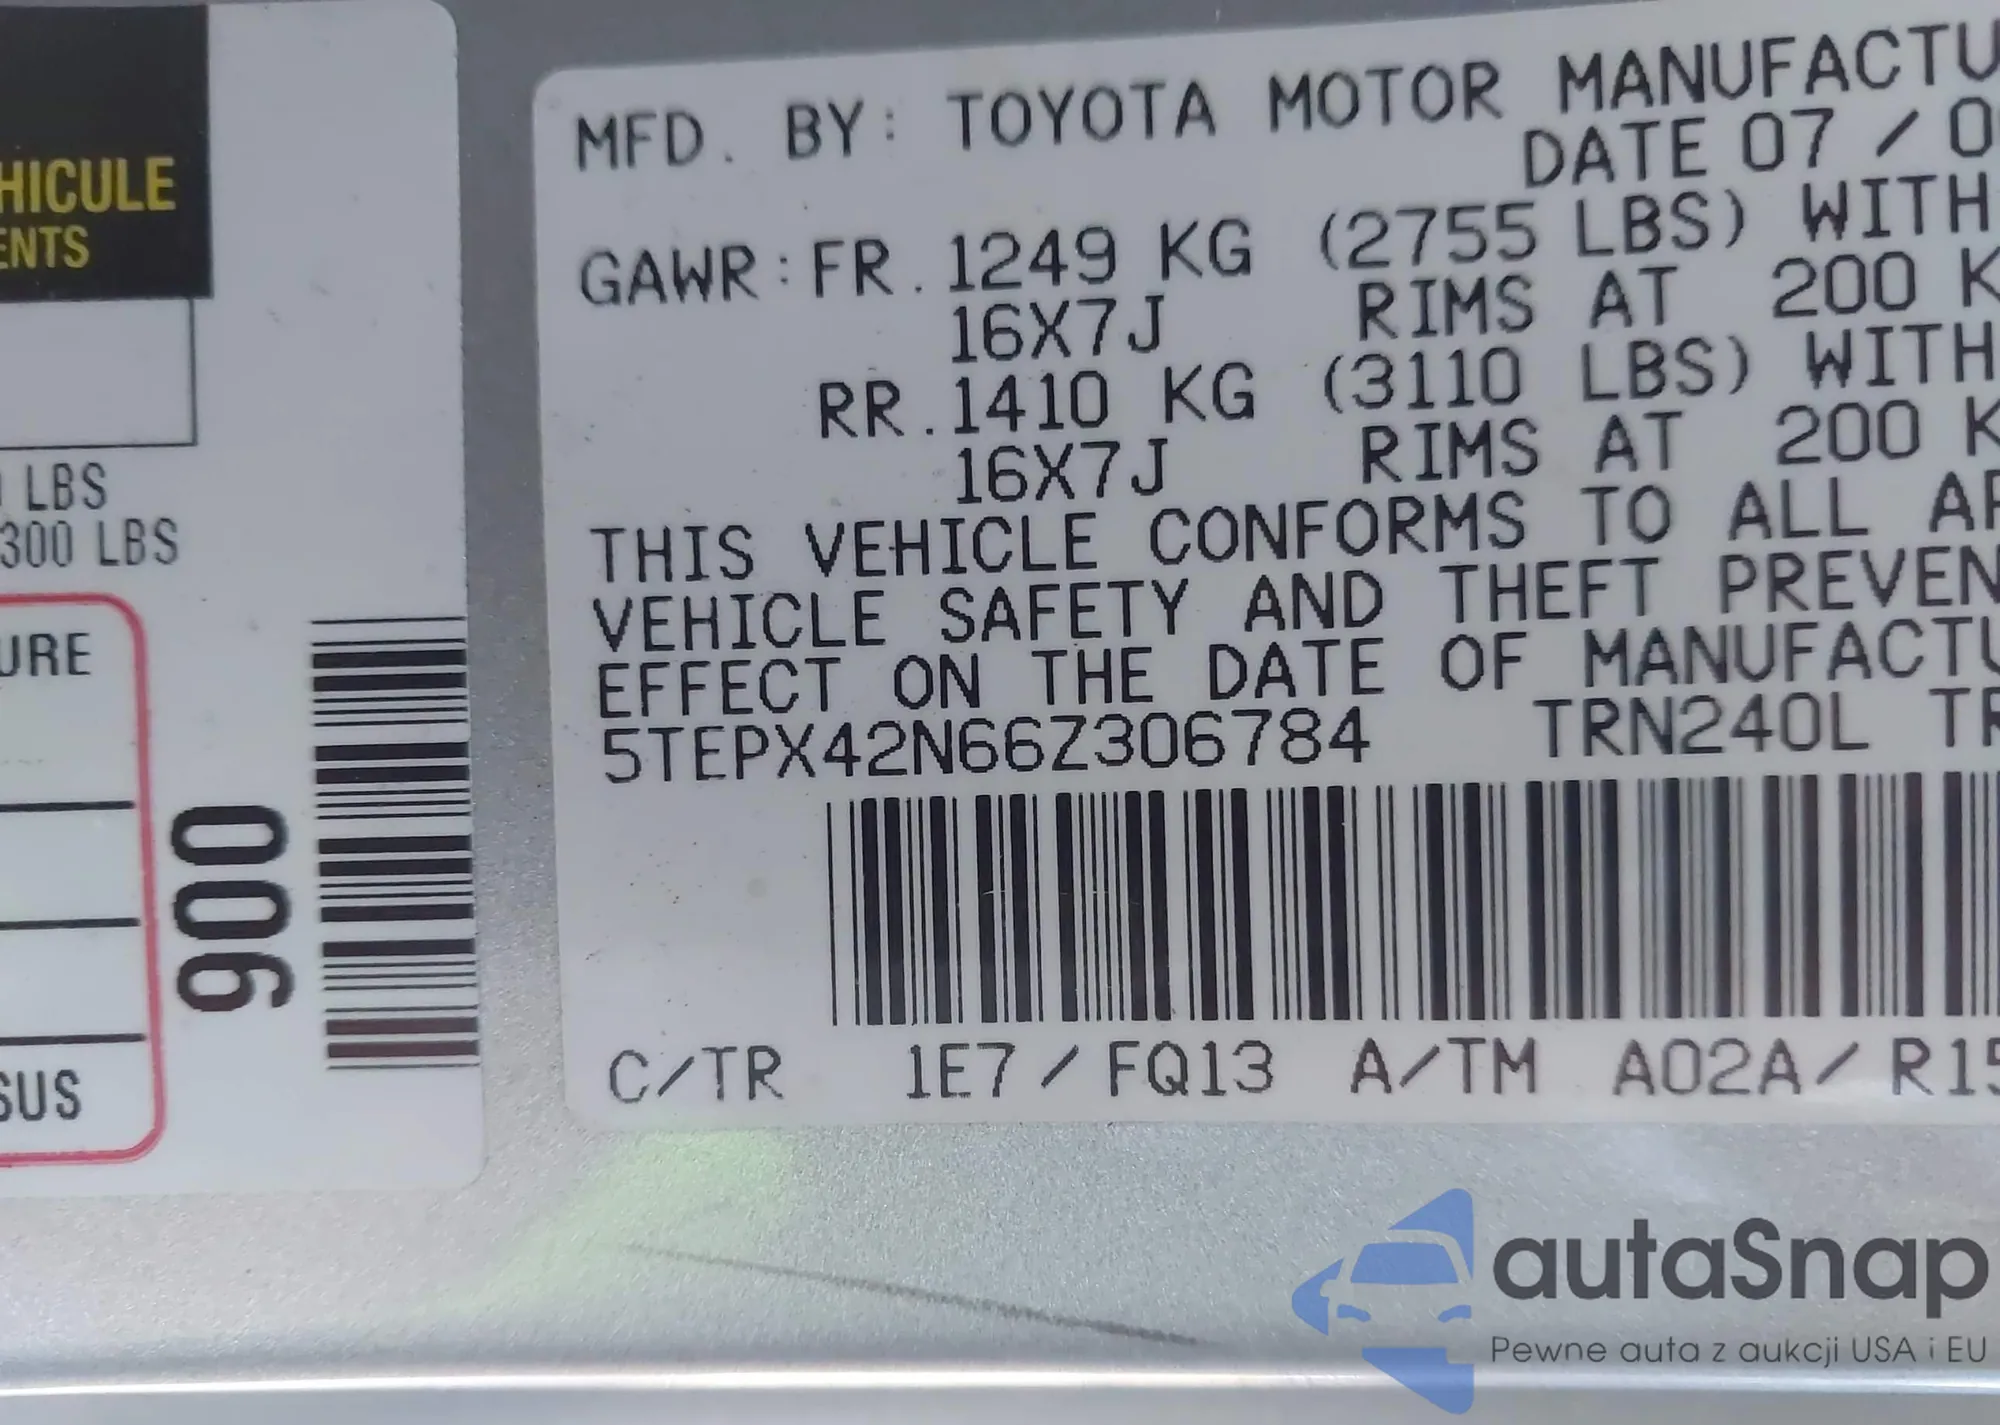 HICULE
ENTS
LBS
300 LBS
URE
SUS
900
MFD. BY: TOYOTA MOTOR MANUFACTU
DATE 07 / 0
GAWR: FR. 1249 KG (2755 LBS) WITH
16X7J RIMS AT 200 K
RR. 1410 KG (3110 LBS) WITH
16X7J RIMS AT 200 K
THIS VEHICLE CONFORMS TO ALL AP
VEHICLE SAFETY AND THEFT PREVEN
EFFECT ON THE DATE OF MANUFACTU
5TEPX42N66Z306784 TRN240L TR
C/TR 1E7 / FQ13 A/TM A02A/ R15
autaSnap
Pewne auta z aukcji USA i EU